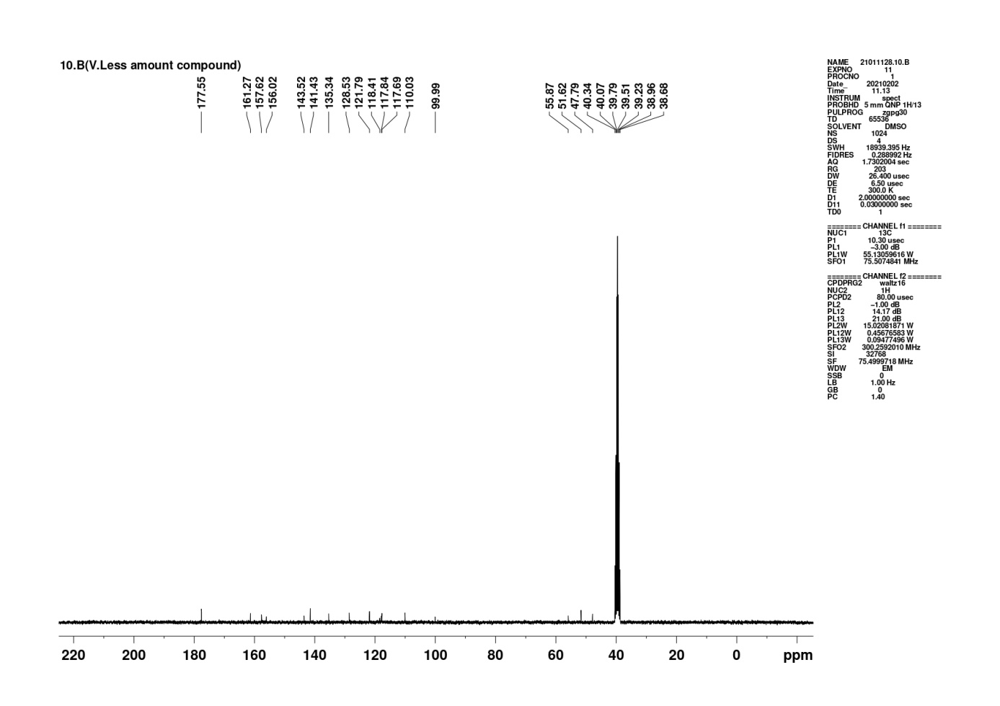 10.B(V.Less amount compound)
177.55
161.27
157.62
156.02
143.52
141.43
135.34
128.53
121.79
118.41
117.84
117.69
110.03
99.99
55.87
51.62
47.79
40.34
40.07
39.79
39.51
39.23
38.96
38.68
NAME 21011128.10.B
EXPNO 11
PROCNO 1
Date_ 20210202
Time 11.13
INSTRUM spect
PROBHD 5 mm QNP 1H/13
PULPROG zgpg30
TD 65536
SOLVENT DMSO
NS 1024
DS 4
SWH 18939.395 Hz
FIDRES 0.288992 Hz
AQ 1.7302004 sec
RG 203
DW 26.400 usec
DE 6.50 usec
TE 300.0 K
D1 2.00000000 sec
D11 0.03000000 sec
TD0 1
======== CHANNEL f1 ========
NUC1 13C
P1 10.30 usec
PL1 −3.00 dB
PL1W 55.13059616 W
SFO1 75.5074841 MHz
======== CHANNEL f2 ========
CPDPRG2 waltz16
NUC2 1H
PCPD2 80.00 usec
PL2 −1.00 dB
PL12 14.17 dB
PL13 21.00 dB
PL2W 15.02081871 W
PL12W 0.45676583 W
PL13W 0.09477496 W
SFO2 300.2592010 MHz
SI 32768
SF 75.4999718 MHz
WDW EM
SSB 0
LB 1.00 Hz
GB 0
PC 1.40
220 200 180 160 140 120 100 80 60 40 20 0 ppm